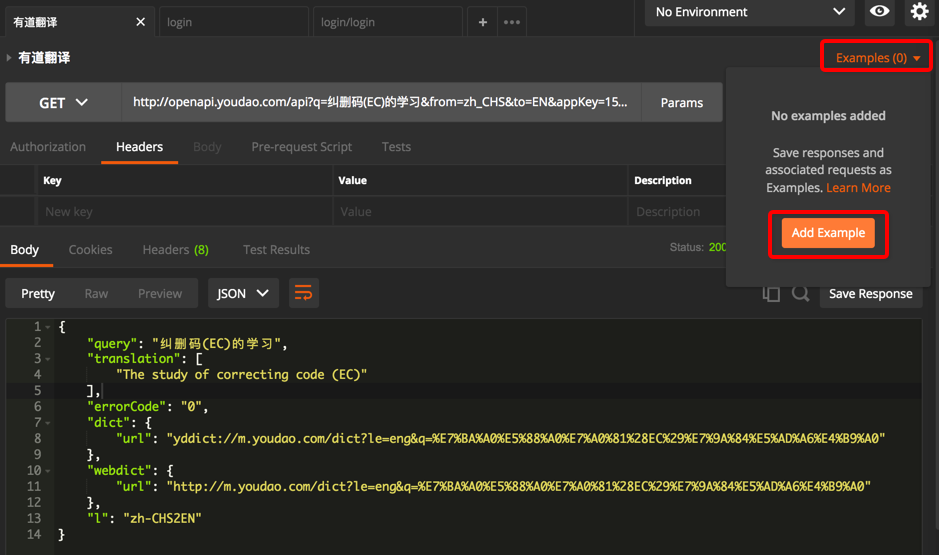 有道翻译
login
login/login
No Environment
有道翻译
Examples (0)
GET
http://openapi.youdao.com/api?q=纠删码(EC)的学习&from=zh_CHS&to=EN&appKey=15...
Params
No examples added
Save responses and
associated requests as
Examples. Learn More
Add Example
Authorization
Headers
Body
Pre-request Script
Tests
Key
Value
Description
New key
Value
Description
Body
Cookies
Headers (8)
Test Results
Status: 200
Pretty
Raw
Preview
JSON
Save Response
1 {
2 "query": "纠删码(EC)的学习",
3 "translation": [
4 "The study of correcting code (EC)"
5 ],
6 "errorCode": "0",
7 "dict": {
8 "url": "yddict://m.youdao.com/dict?le=eng&q=%E7%BA%A0%E5%88%A0%E7%A0%81%28EC%29%E7%9A%84%E5%AD%A6%E4%B9%A0"
9 },
10 "webdict": {
11 "url": "http://m.youdao.com/dict?le=eng&q=%E7%BA%A0%E5%88%A0%E7%A0%81%28EC%29%E7%9A%84%E5%AD%A6%E4%B9%A0"
12 },
13 "l": "zh-CHS2EN"
14 }